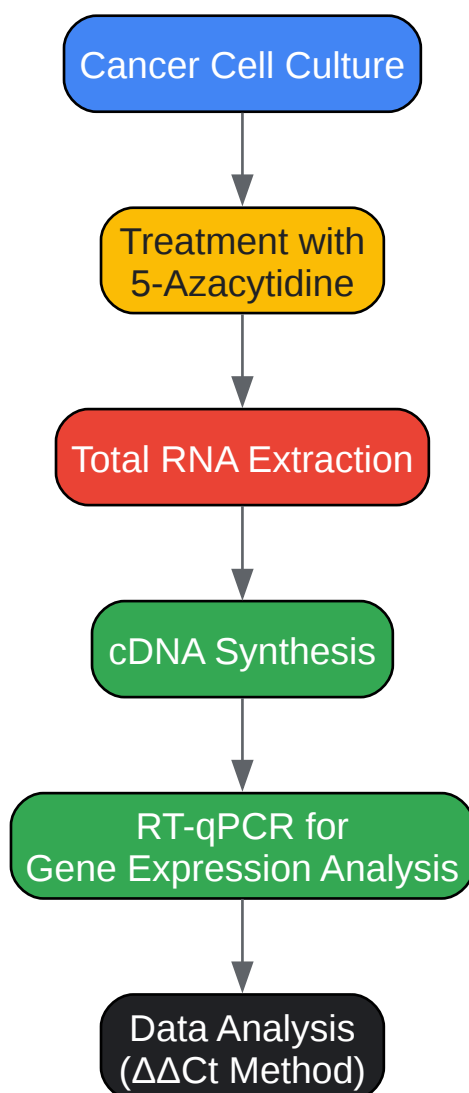 Cancer Cell Culture
Treatment with
5-Azacytidine
Total RNA Extraction
cDNA Synthesis
RT-qPCR for
Gene Expression Analysis
Data Analysis
(ΔΔCt Method)